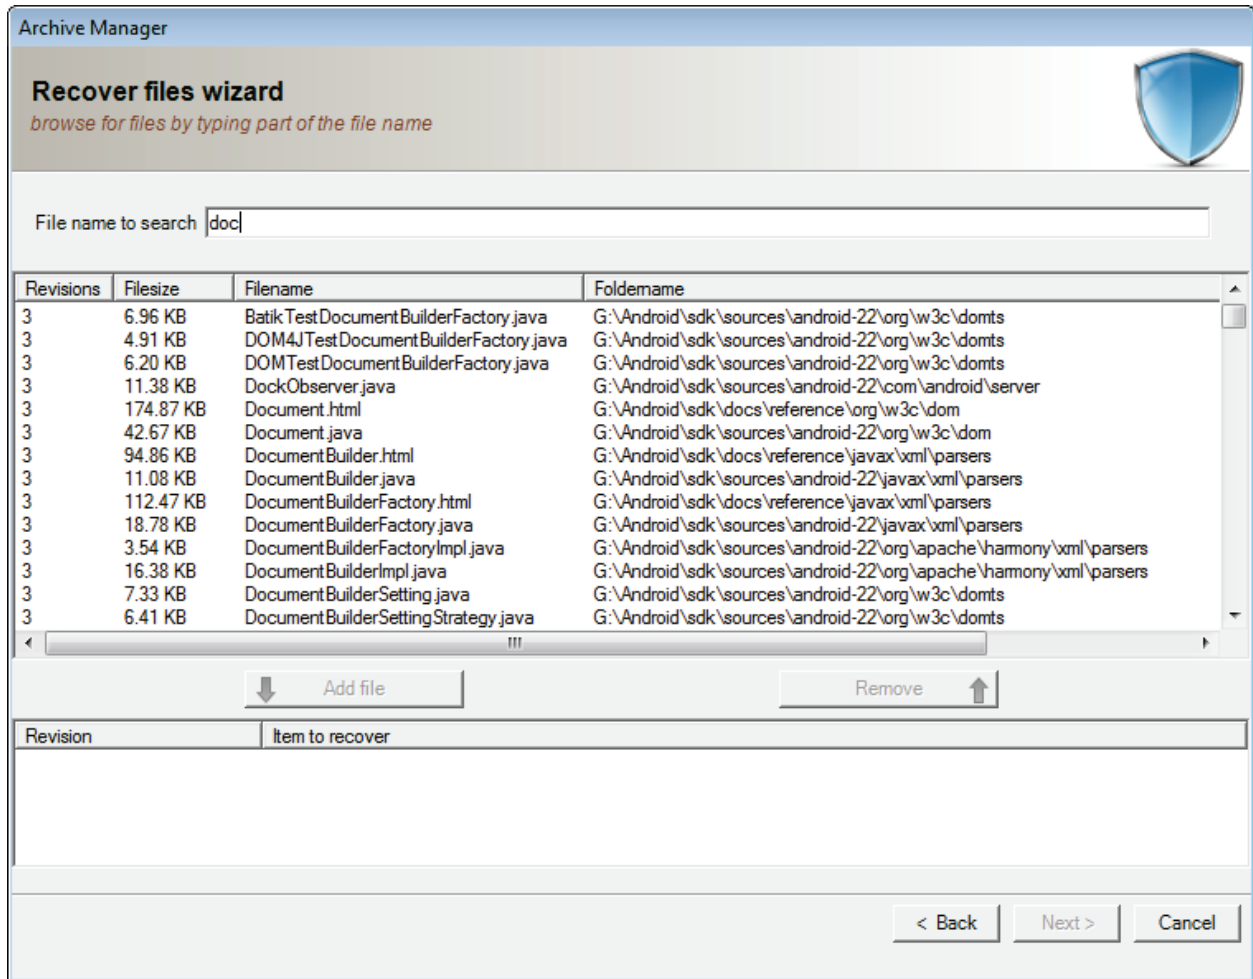 Archive Manager
Recover files wizard
browse for files by typing part of the file name
File name to search doc
Revisions Filesize Filename Foldername
3 6.96 KB BatikTestDocumentBuilderFactory.java G:\Android\sdk\sources\android-22\org\w3c\domts
3 4.91 KB DOM4JTestDocumentBuilderFactory.java G:\Android\sdk\sources\android-22\org\w3c\domts
3 6.20 KB DOMTestDocumentBuilderFactory.java G:\Android\sdk\sources\android-22\org\w3c\domts
3 11.38 KB DockObserver.java G:\Android\sdk\sources\android-22\com\android\server
3 174.87 KB Document.html G:\Android\sdk\docs\reference\org\w3c\dom
3 42.67 KB Document.java G:\Android\sdk\sources\android-22\org\w3c\dom
3 94.86 KB DocumentBuilder.html G:\Android\sdk\docs\reference\javax\xml\parsers
3 11.08 KB DocumentBuilder.java G:\Android\sdk\sources\android-22\javax\xml\parsers
3 112.47 KB DocumentBuilderFactory.html G:\Android\sdk\docs\reference\javax\xml\parsers
3 18.78 KB DocumentBuilderFactory.java G:\Android\sdk\sources\android-22\javax\xml\parsers
3 3.54 KB DocumentBuilderFactoryImpl.java G:\Android\sdk\sources\android-22\org\apache\harmony\xml\parsers
3 16.38 KB DocumentBuilderImpl.java G:\Android\sdk\sources\android-22\org\apache\harmony\xml\parsers
3 7.33 KB DocumentBuilderSetting.java G:\Android\sdk\sources\android-22\org\w3c\domts
3 6.41 KB DocumentBuilderSettingStrategy.java G:\Android\sdk\sources\android-22\org\w3c\domts
Add file Remove
Revision Item to recover
< Back Next > Cancel